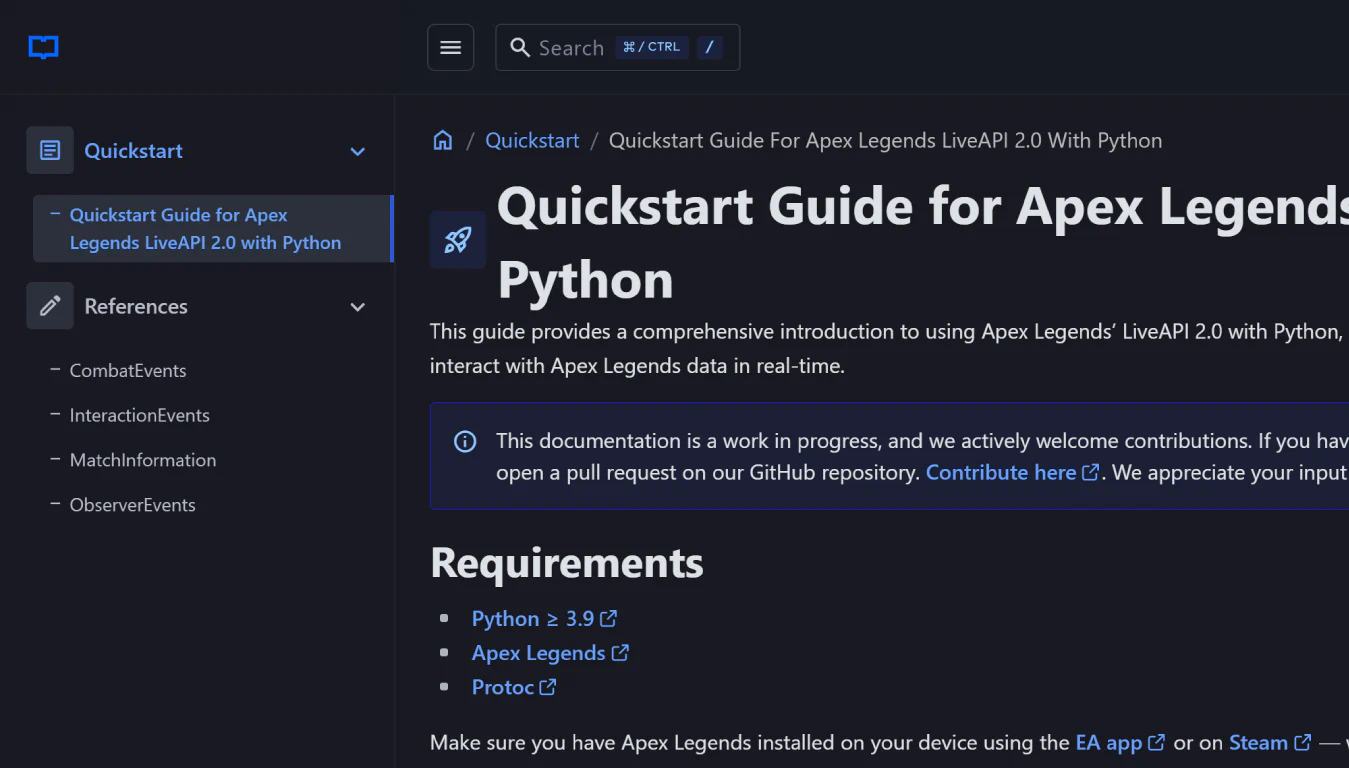 Search ⌘/CTRL /
Quickstart
Quickstart Guide for Apex
Legends LiveAPI 2.0 with Python
References
CombatEvents
InteractionEvents
MatchInformation
ObserverEvents
/ Quickstart / Quickstart Guide For Apex Legends LiveAPI 2.0 With Python
Quickstart Guide for Apex Legends
Python
This guide provides a comprehensive introduction to using Apex Legends’ LiveAPI 2.0 with Python,
interact with Apex Legends data in real-time.
This documentation is a work in progress, and we actively welcome contributions. If you hav
open a pull request on our GitHub repository. Contribute here. We appreciate your input
Requirements
Python ≥ 3.9
Apex Legends
Protoc
Make sure you have Apex Legends installed on your device using the EA app or on Steam —